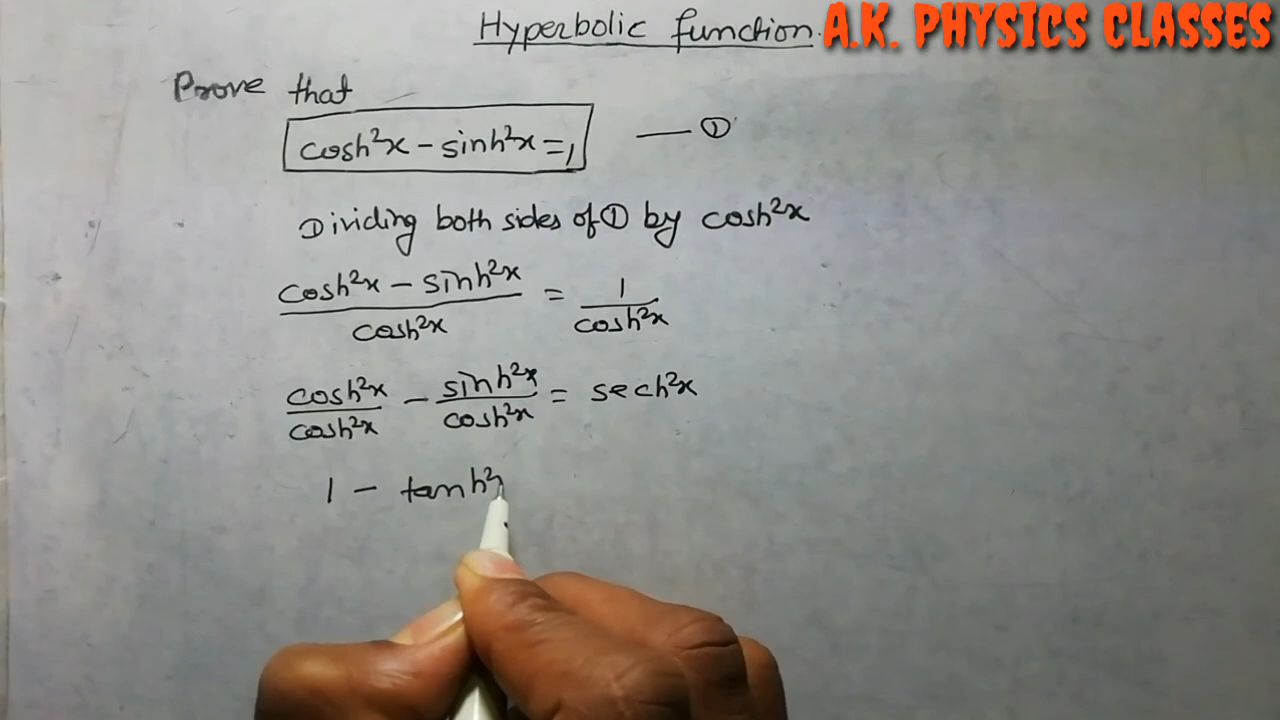 Hyperbolic function.
A.K. PHYSICS CLASSES
Prove that
cosh²x - sinh²x = 1 —— ①
Dividing both sides of ① by cosh²x
(cosh²x - sinh²x)/cosh²x = 1/cosh²x
cosh²x/cosh²x - sinh²x/cosh²x = sech²x
1 - tanh²